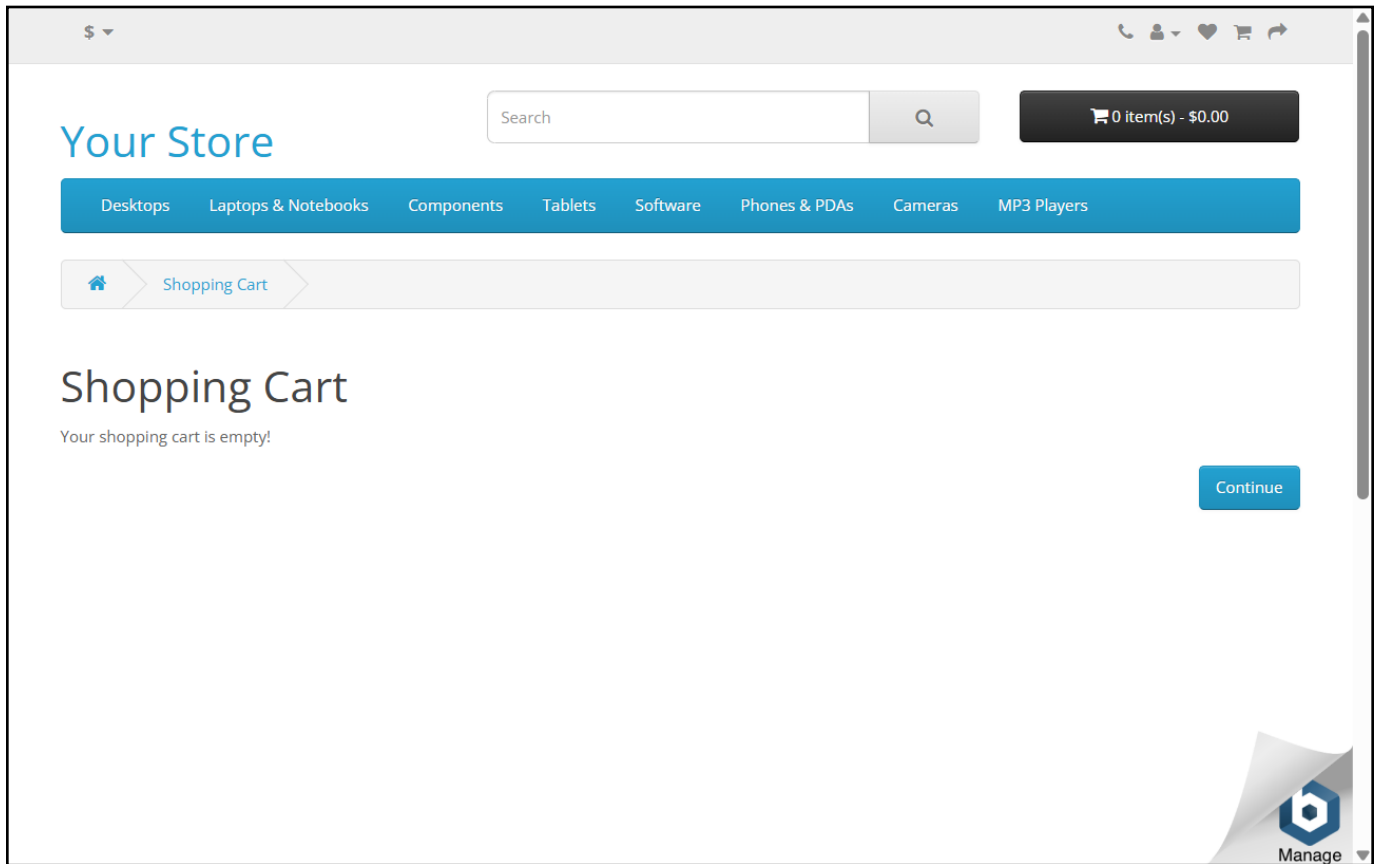 $
Search
0 item(s) - $0.00
Your Store
Desktops Laptops & Notebooks Components Tablets Software Phones & PDAs Cameras MP3 Players
Shopping Cart
Shopping Cart
Your shopping cart is empty!
Continue
b
Manage